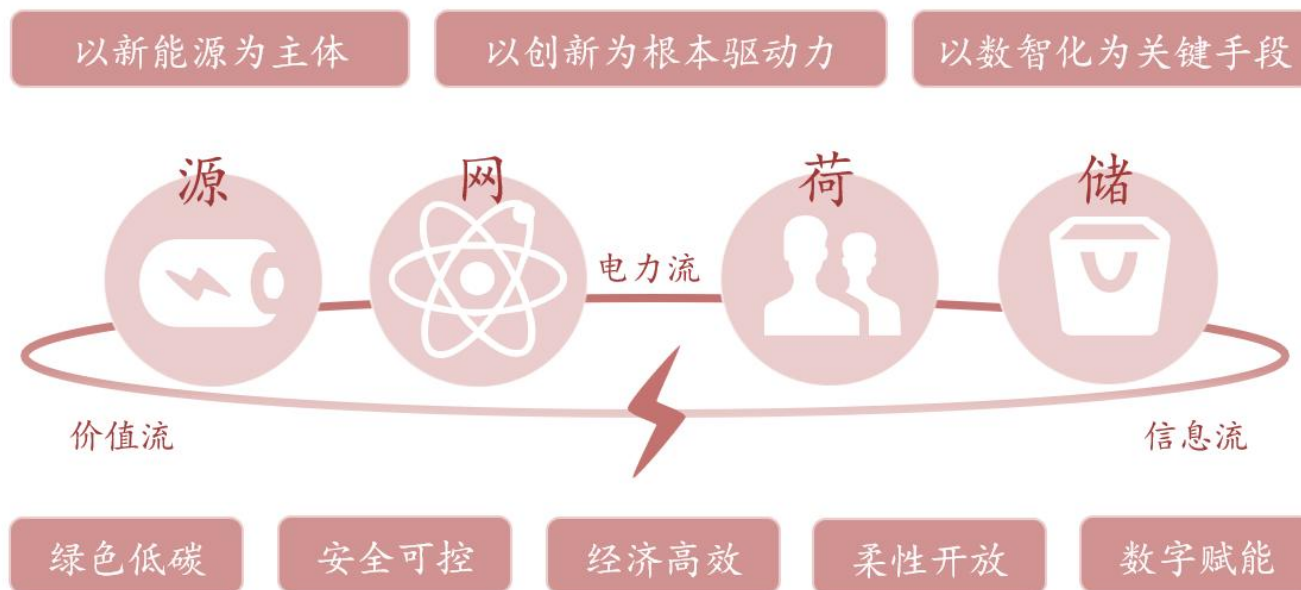 以新能源为主体
以创新为根本驱动力
以数智化为关键手段
源
网
荷
储
电力流
价值流
信息流
绿色低碳
安全可控
经济高效
柔性开放
数字赋能